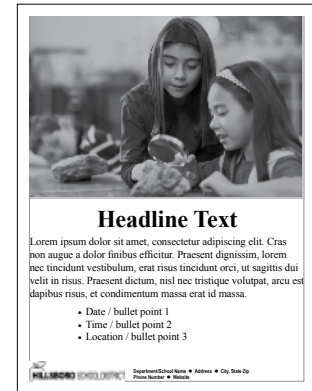 Headline Text
Lorem ipsum dolor sit amet, consectetur adipiscing elit. Cras
non augue a dolor finibus efficitur. Praesent dignissim, lorem
nec tincidunt vestibulum, erat risus tincidunt orci, ut sagittis dui
velit in risus. Praesent dictum, nisl nec tristique volutpat, arcu est
dapibus risus, et condimentum massa erat id massa.
• Date / bullet point 1
• Time / bullet point 2
• Location / bullet point 3
HILLSBORO SCHOOL DISTRICT
Department/School Name ◆ Address ◆ City, State Zip
Phone Number ◆ Website